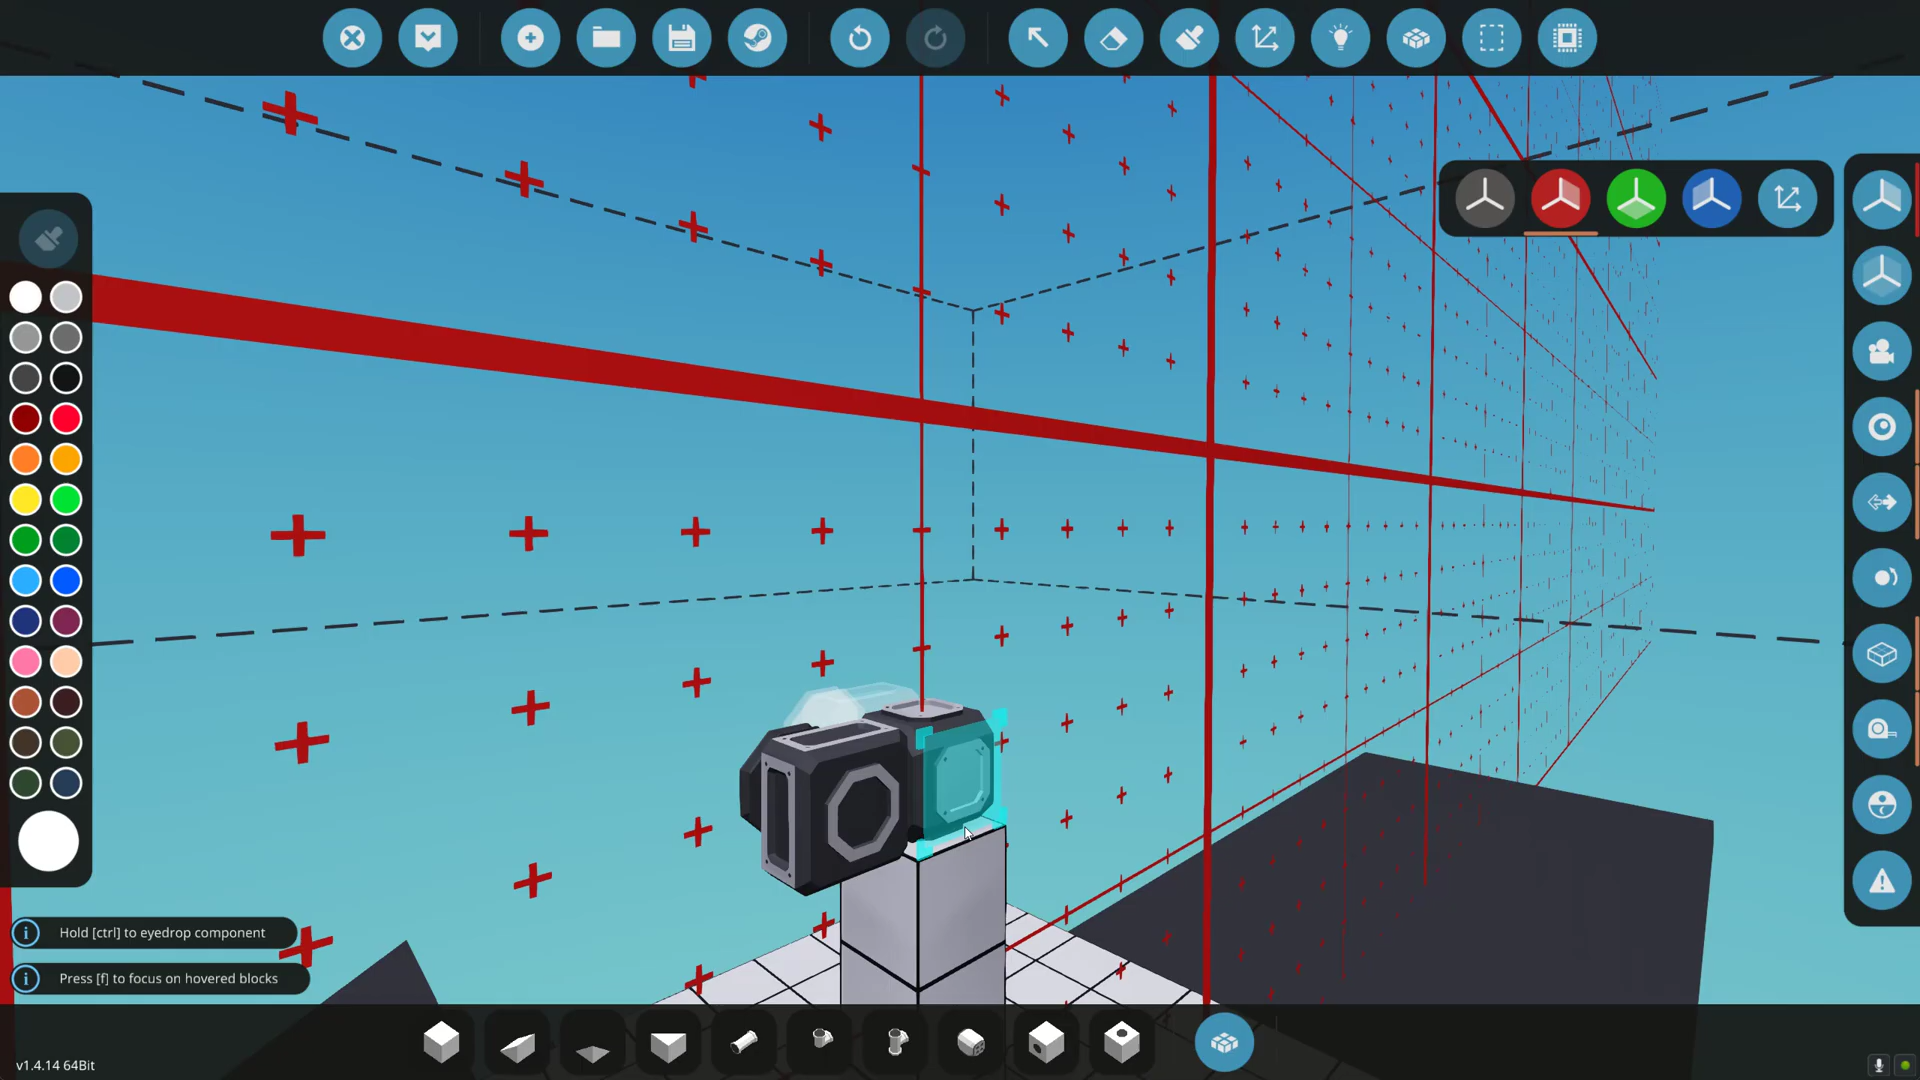 Hold [ctrl] to eyedrop component
Press [f] to focus on hovered blocks
v1.4.14 64Bit